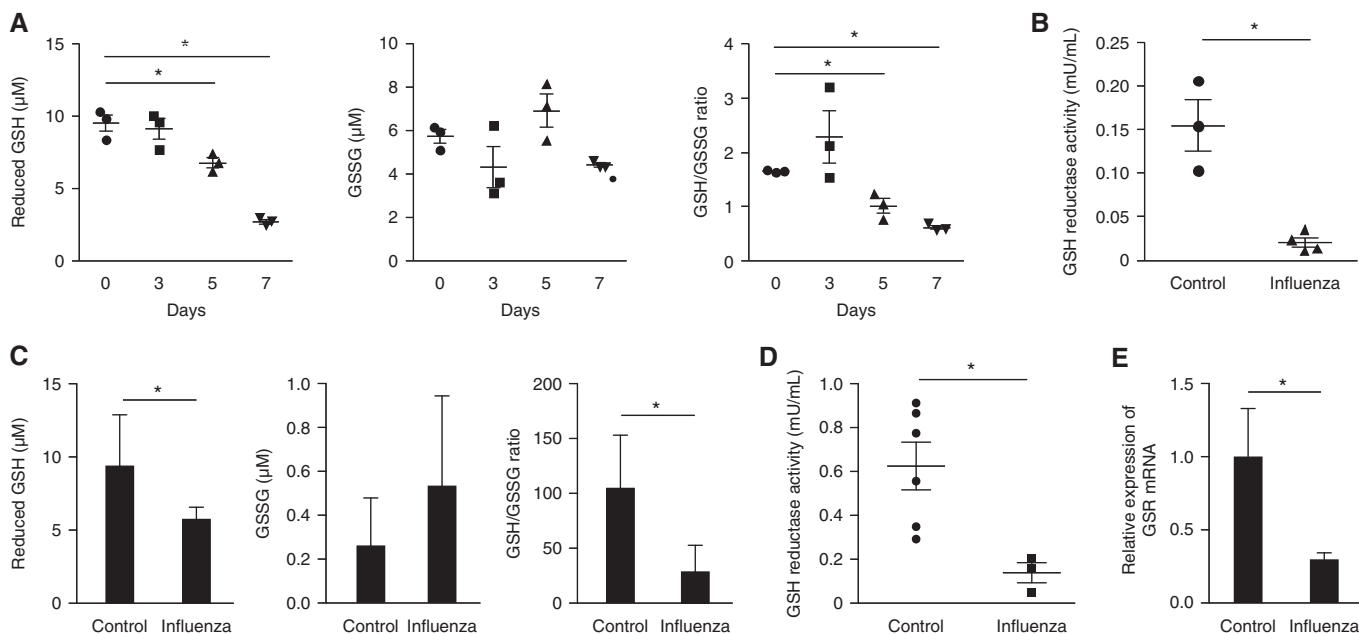 A
Reduced GSH (µM)
15
10
5
0
*
*
0 3 5 7
Days
GSSG (µM)
10
8
6
4
2
0
0 3 5 7
Days
GSH/GSSG ratio
4
3
2
1
0
*
*
0 3 5 7
Days
B
GSH reductase activity (mU/mL)
0.25
0.20
0.15
0.10
0.05
0
*
Control Influenza
C
Reduced GSH (µM)
15
10
5
0
*
Control Influenza
GSSG (µM)
1.0
0.8
0.6
0.4
0.2
0.0
Control Influenza
GSH/GSSG ratio
200
150
100
50
0
*
Control Influenza
D
GSH reductase activity (mU/mL)
1.0
0.8
0.6
0.4
0.2
0
*
Control Influenza
E
Relative expression of
GSR mRNA
1.5
1.0
0.5
0.0
*
Control Influenza